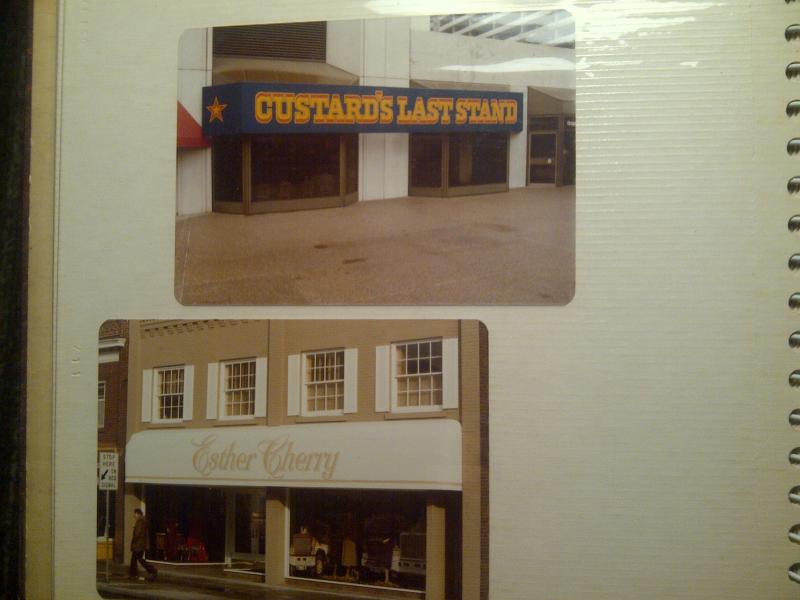 CUSTARD'S LAST STAND
Esther Cherry
STOP
HERE
ON
RED
SIGNAL